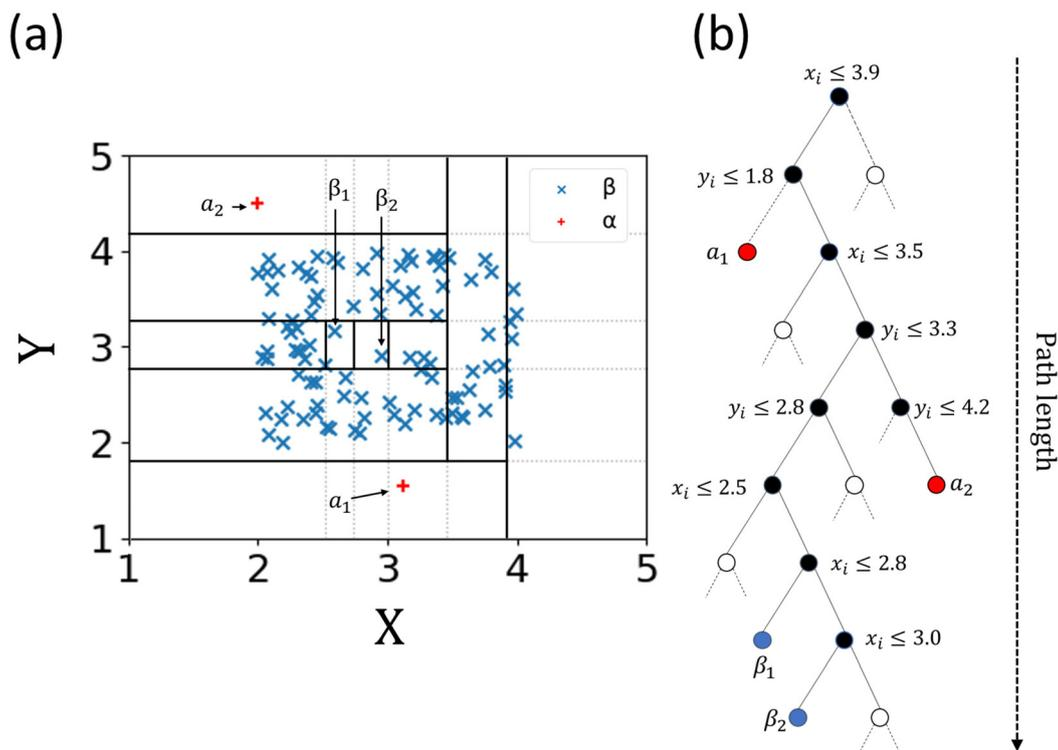 (a)
5
4
3
2
1
Y
1 2 3 4 5
X
β
α
a₂
β₁
β₂
a₁
(b)
xᵢ ≤ 3.9
yᵢ ≤ 1.8
a₁
xᵢ ≤ 3.5
yᵢ ≤ 3.3
yᵢ ≤ 2.8
yᵢ ≤ 4.2
xᵢ ≤ 2.5
a₂
xᵢ ≤ 2.8
β₁
xᵢ ≤ 3.0
β₂
Path length